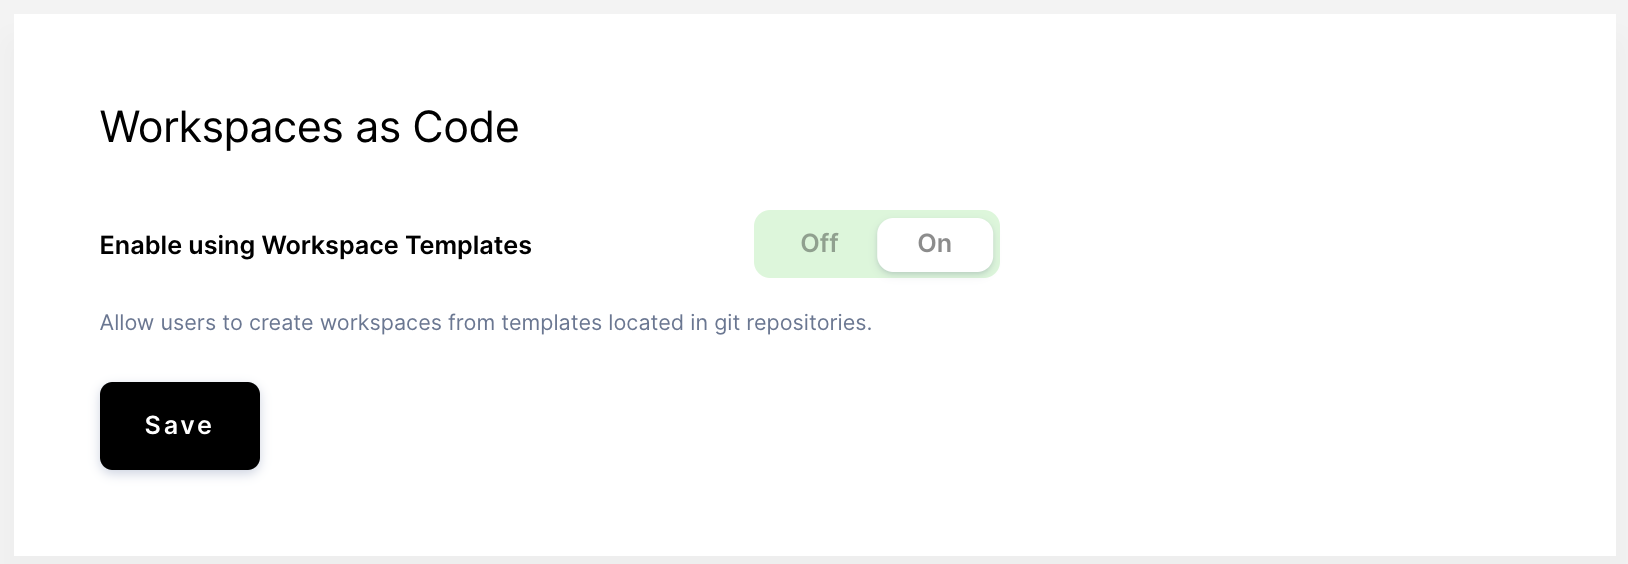 Workspaces as Code
Enable using Workspace Templates
Off On
Allow users to create workspaces from templates located in git repositories.
Save